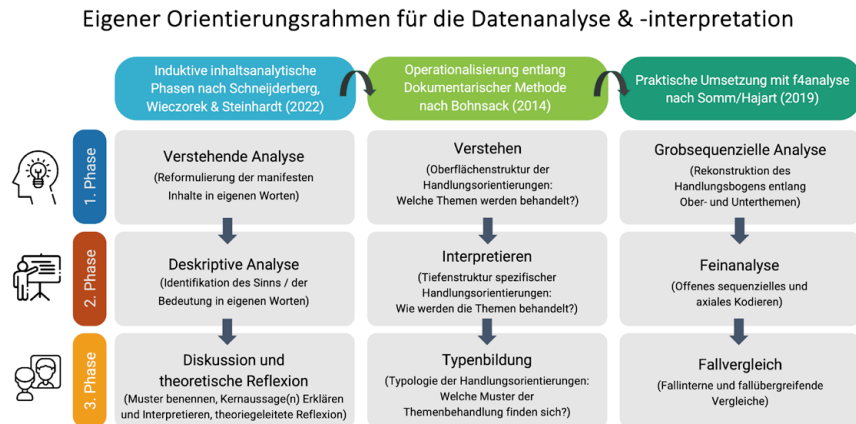 Eigener Orientierungsrahmen für die Datenanalyse & -interpretation
Induktive inhaltsanalytische
Phasen nach Schneijderberg,
Wieczorek & Steinhardt (2022)
Operationalisierung entlang
Dokumentarischer Methode
nach Bohnsack (2014)
Praktische Umsetzung mit f4analyse
nach Somm/Hajart (2019)
1. Phase
Verstehende Analyse
(Reformulierung der manifesten
Inhalte in eigenen Worten)
Verstehen
(Oberflächenstruktur der
Handlungsorientierungen:
Welche Themen werden behandelt?)
Grobsequenzielle Analyse
(Rekonstruktion des
Handlungsbogens entlang
Ober- und Unterthemen)
2. Phase
Deskriptive Analyse
(Identifikation des Sinns / der
Bedeutung in eigenen Worten)
Interpretieren
(Tiefenstruktur spezifischer
Handlungsorientierungen:
Wie werden die Themen behandelt?)
Feinanalyse
(Offenes sequenzielles und
axiales Kodieren)
3. Phase
Diskussion und
theoretische Reflexion
(Muster benennen, Kernaussage(n) Erklären
und Interpretieren, theoriegeleitete Reflexion)
Typenbildung
(Typologie der Handlungsorientierungen:
Welche Muster der
Themenbehandlung finden sich?)
Fallvergleich
(Fallinterne und fallübergreifende
Vergleiche)